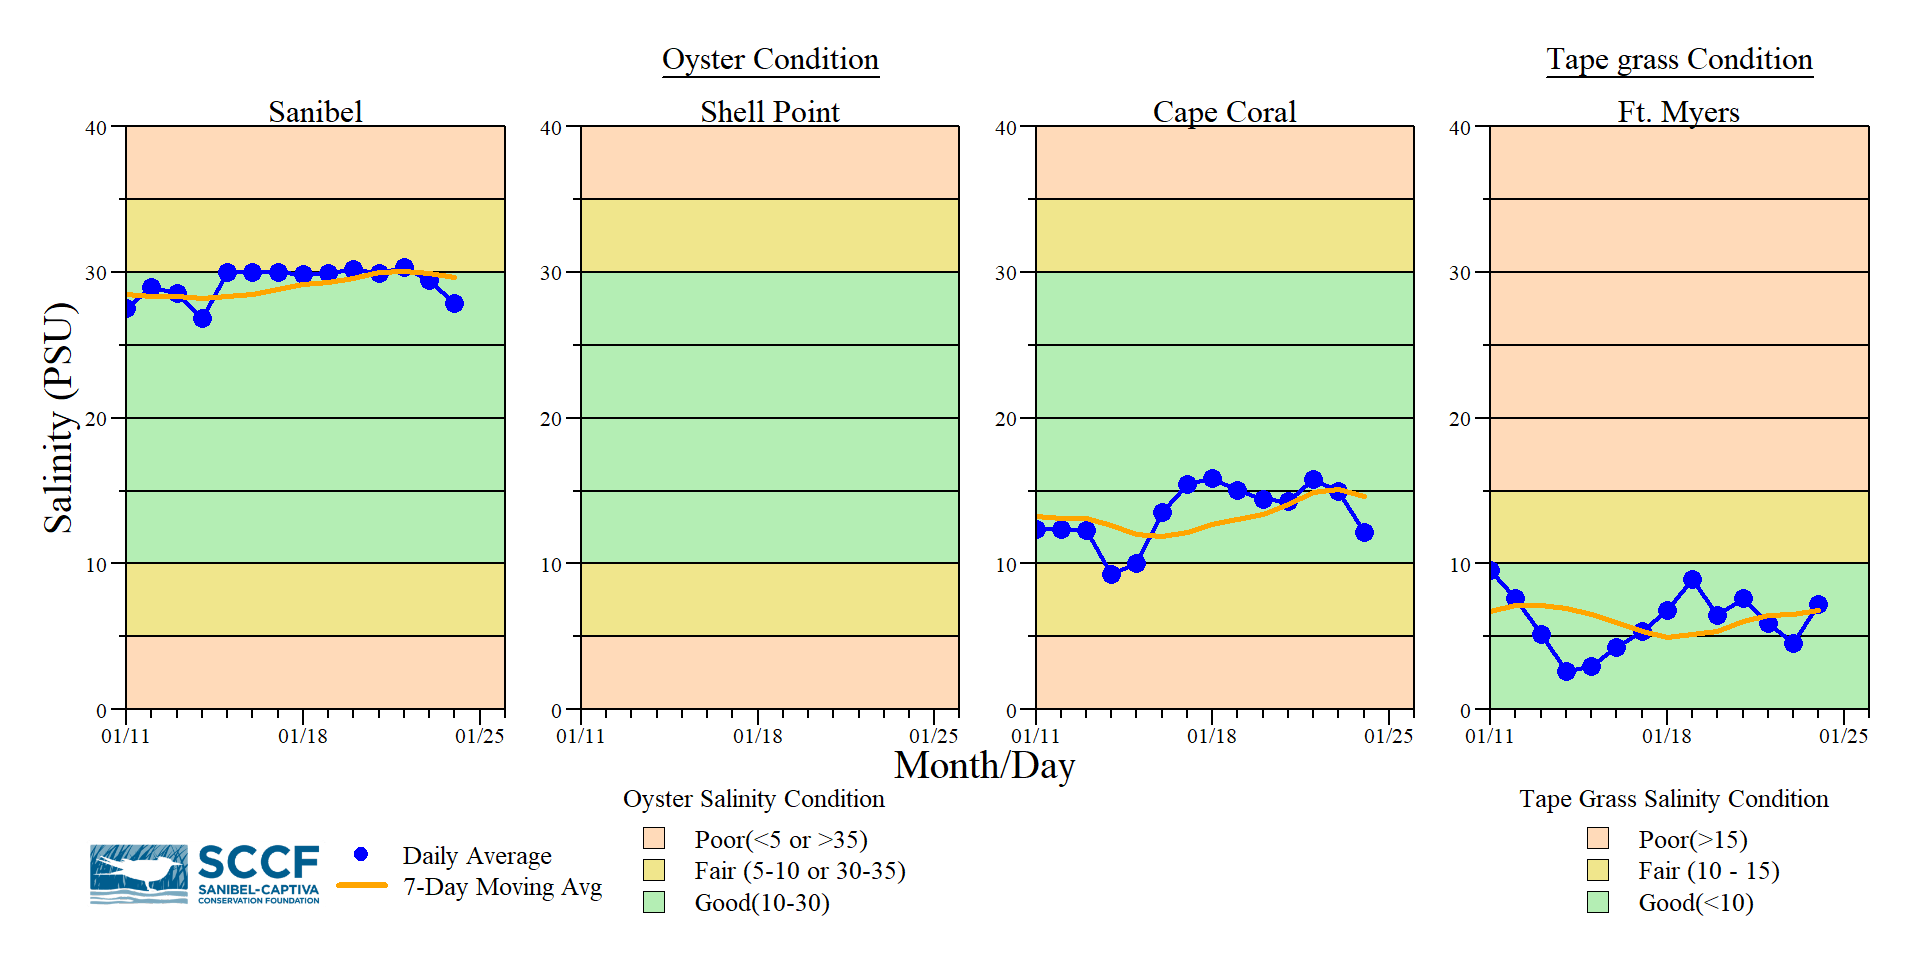 Oyster Condition
Tape grass Condition
Sanibel
Shell Point
Cape Coral
Ft. Myers
Salinity (PSU)
40
30
20
10
0
01/11
01/18
01/25
40
30
20
10
0
01/11
01/18
01/25
40
30
20
10
0
01/11
01/18
01/25
40
30
20
10
0
01/11
01/18
01/25
Month/Day
SCCF
SANIBEL-CAPTIVA
CONSERVATION FOUNDATION
Daily Average
7-Day Moving Avg
Oyster Salinity Condition
Poor(<5 or >35)
Fair (5-10 or 30-35)
Good(10-30)
Tape Grass Salinity Condition
Poor(>15)
Fair (10 - 15)
Good(<10)